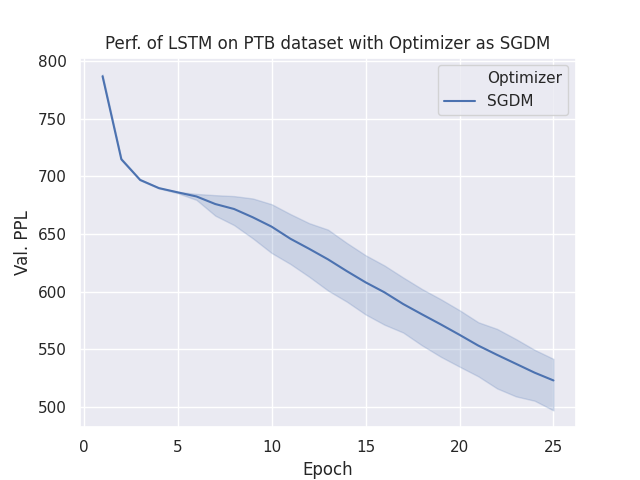 Perf. of LSTM on PTB dataset with Optimizer as SGDM
Optimizer
SGDM
Val. PPL
800
750
700
650
600
550
500
0 5 10 15 20 25
Epoch